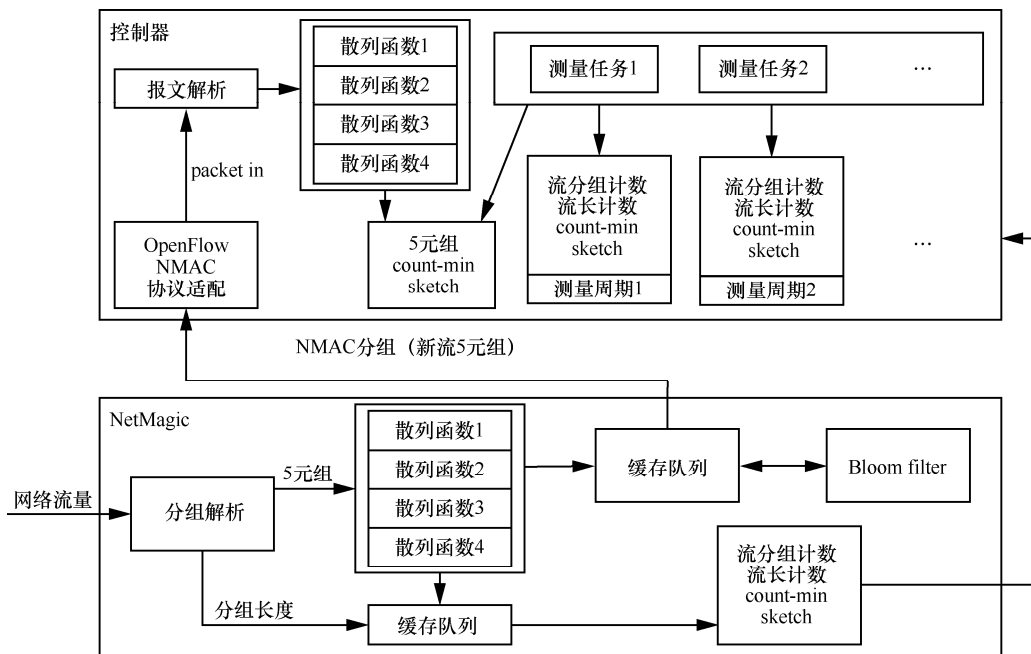 控制器
散列函数1
散列函数2
散列函数3
散列函数4
测量任务1
测量任务2
…
报文解析
packet in
OpenFlow
NMAC
协议适配
5元组
count-min
sketch
流分组计数
流长计数
count-min
sketch
测量周期1
流分组计数
流长计数
count-min
sketch
测量周期2
…
NMAC分组（新流5元组）
NetMagic
网络流量
分组解析
5元组
分组长度
散列函数1
散列函数2
散列函数3
散列函数4
缓存队列
Bloom filter
缓存队列
流分组计数
流长计数
count-min
sketch